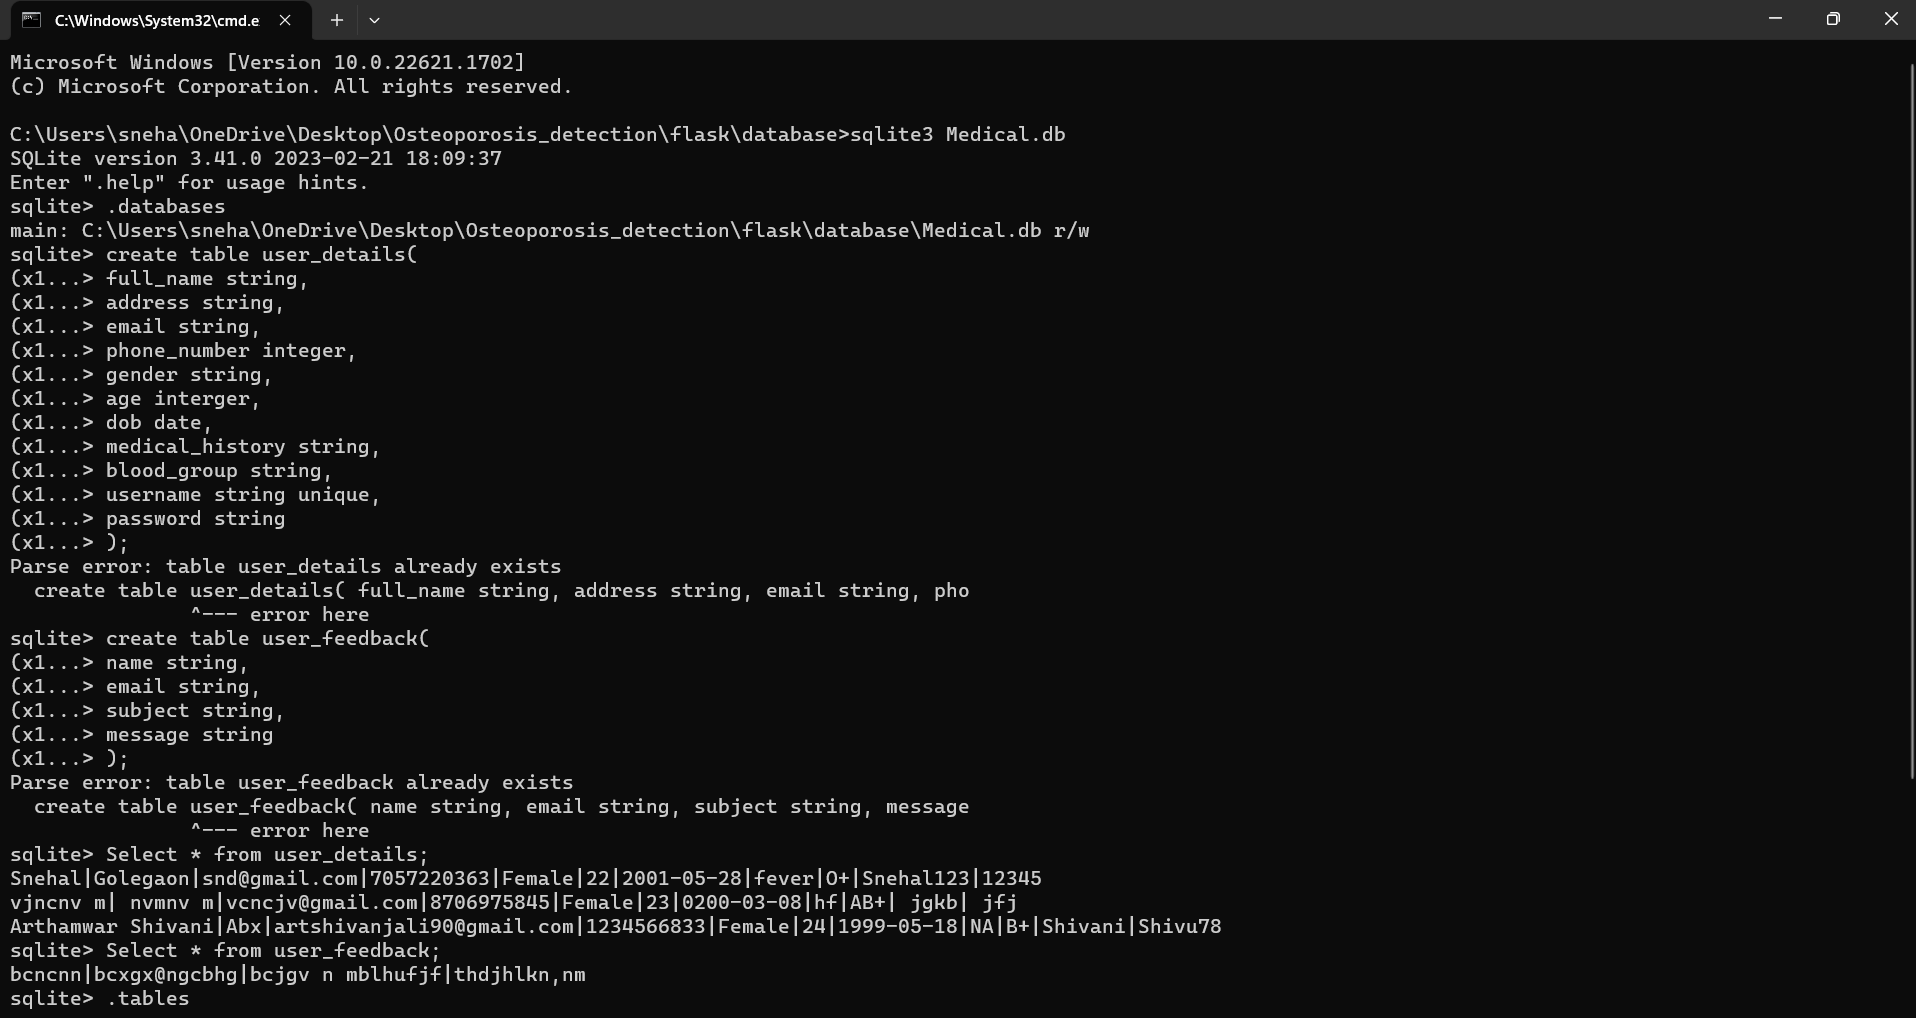 C:\Windows\System32\cmd.e
Microsoft Windows [Version 10.0.22621.1702]
(c) Microsoft Corporation. All rights reserved.
C:\Users\sneha\OneDrive\Desktop\Osteoporosis_detection\flask\database>sqlite3 Medical.db
SQLite version 3.41.0 2023-02-21 18:09:37
Enter ".help" for usage hints.
sqlite> .databases
main: C:\Users\sneha\OneDrive\Desktop\Osteoporosis_detection\flask\database\Medical.db r/w
sqlite> create table user_details(
(x1...> full_name string,
(x1...> address string,
(x1...> email string,
(x1...> phone_number integer,
(x1...> gender string,
(x1...> age interger,
(x1...> dob date,
(x1...> medical_history string,
(x1...> blood_group string,
(x1...> username string unique,
(x1...> password string
(x1...> );
Parse error: table user_details already exists
  create table user_details( full_name string, address string, email string, pho
               ^--- error here
sqlite> create table user_feedback(
(x1...> name string,
(x1...> email string,
(x1...> subject string,
(x1...> message string
(x1...> );
Parse error: table user_feedback already exists
  create table user_feedback( name string, email string, subject string, message
               ^--- error here
sqlite> Select * from user_details;
Snehal|Golegaon|snd@gmail.com|7057220363|Female|22|2001-05-28|fever|O+|Snehal123|12345
vjncnv m| nvmnv m|vcncjv@gmail.com|8706975845|Female|23|0200-03-08|hf|AB+| jgkb| jfj
Arthamwar Shivani|Abx|artshivanjali90@gmail.com|1234566833|Female|24|1999-05-18|NA|B+|Shivani|Shivu78
sqlite> Select * from user_feedback;
bcncnn|bcxgx@ngcbhg|bcjgv n mblhufjf|thdjhlkn,nm
sqlite> .tables